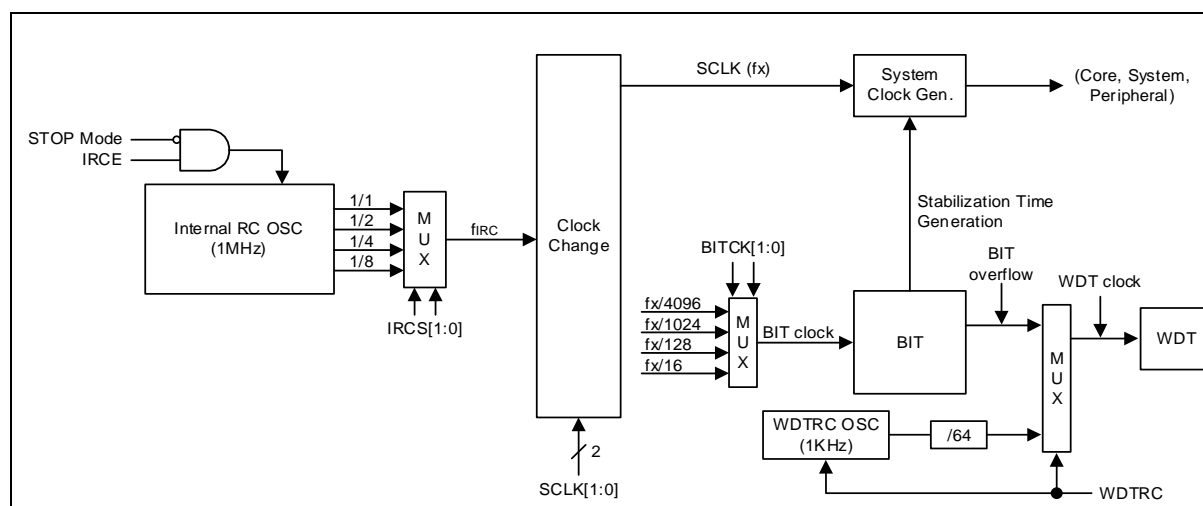 SCLK (fx)
System
Clock Gen.
(Core, System,
Peripheral)
STOP Mode
IRCE
Internal RC OSC
(1MHz)
1/1
1/2
1/4
1/8
M
U
X
fIRC
IRCS[1:0]
Clock
Change
2
SCLK[1:0]
Stabilization Time
Generation
BITCK[1:0]
fx/4096
fx/1024
fx/128
fx/16
M
U
X
BIT clock
BIT
BIT
overflow
WDT clock
M
U
X
WDT
WDTRC OSC
(1KHz)
/64
WDTRC